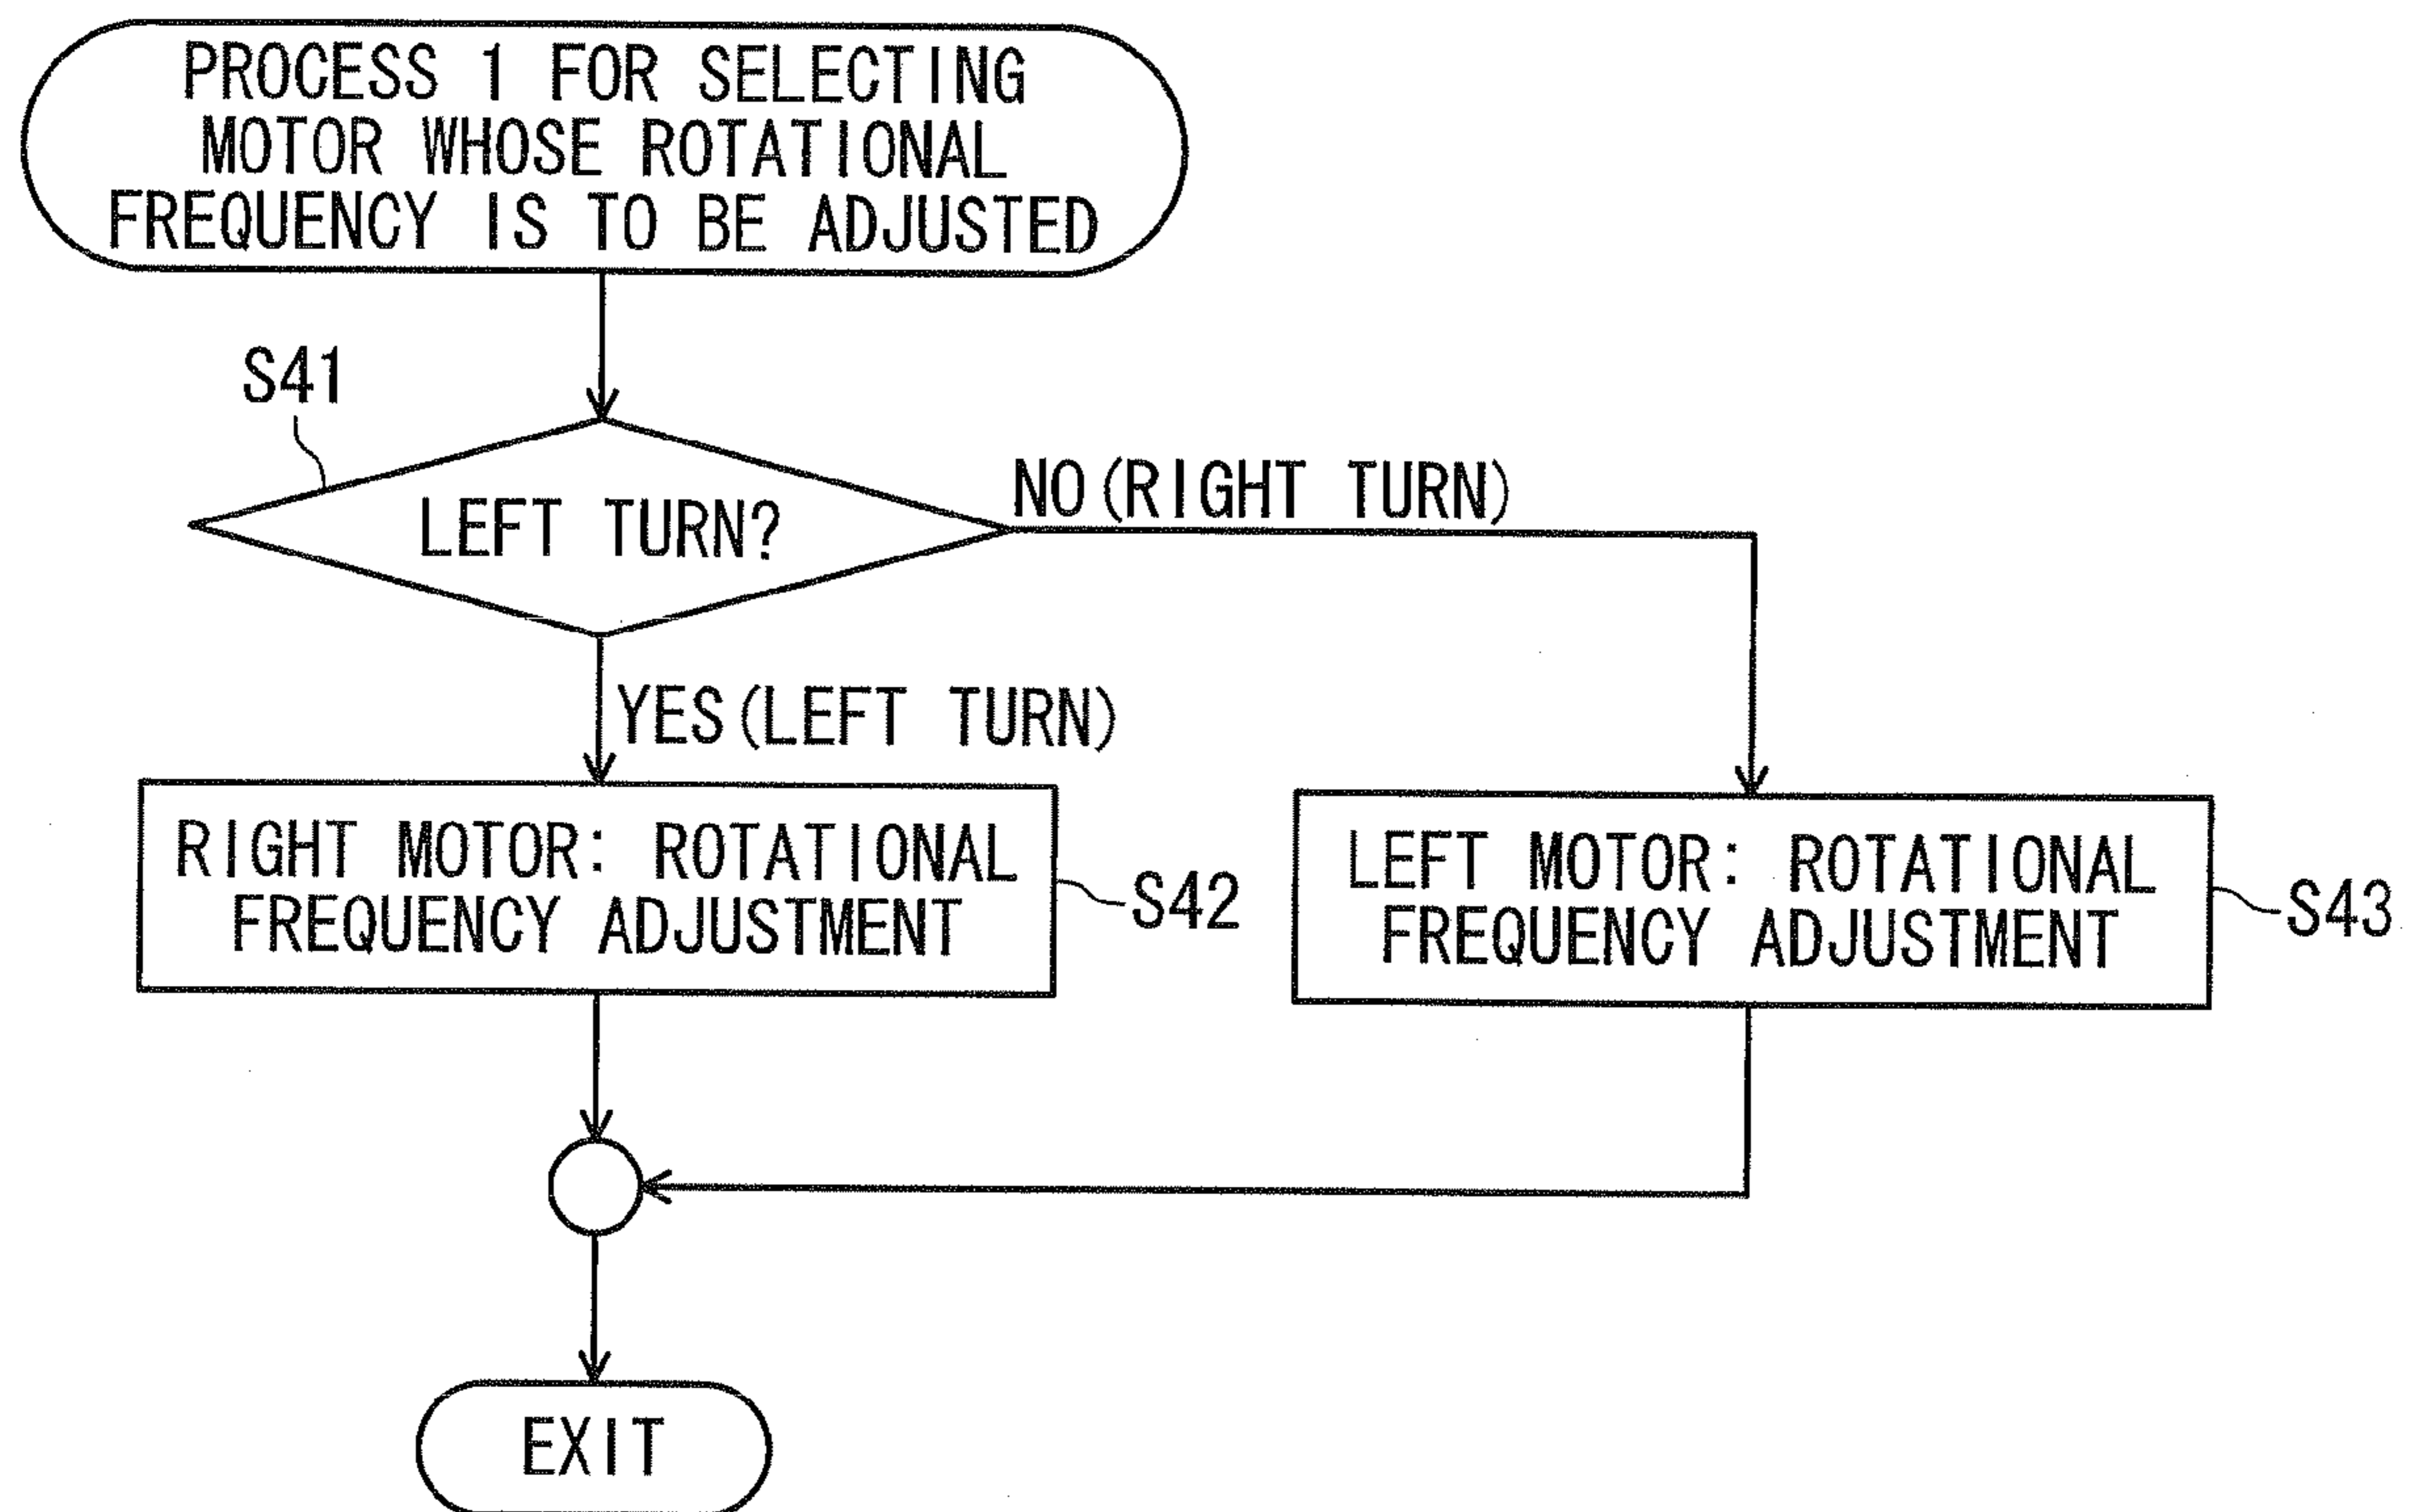 PROCESS 1 FOR SELECTING
MOTOR WHOSE ROTATIONAL
FREQUENCY IS TO BE ADJUSTED
S41
LEFT TURN?
NO(RIGHT TURN)
YES(LEFT TURN)
RIGHT MOTOR: ROTATIONAL
FREQUENCY ADJUSTMENT
S42
LEFT MOTOR: ROTATIONAL
FREQUENCY ADJUSTMENT
S43
EXIT